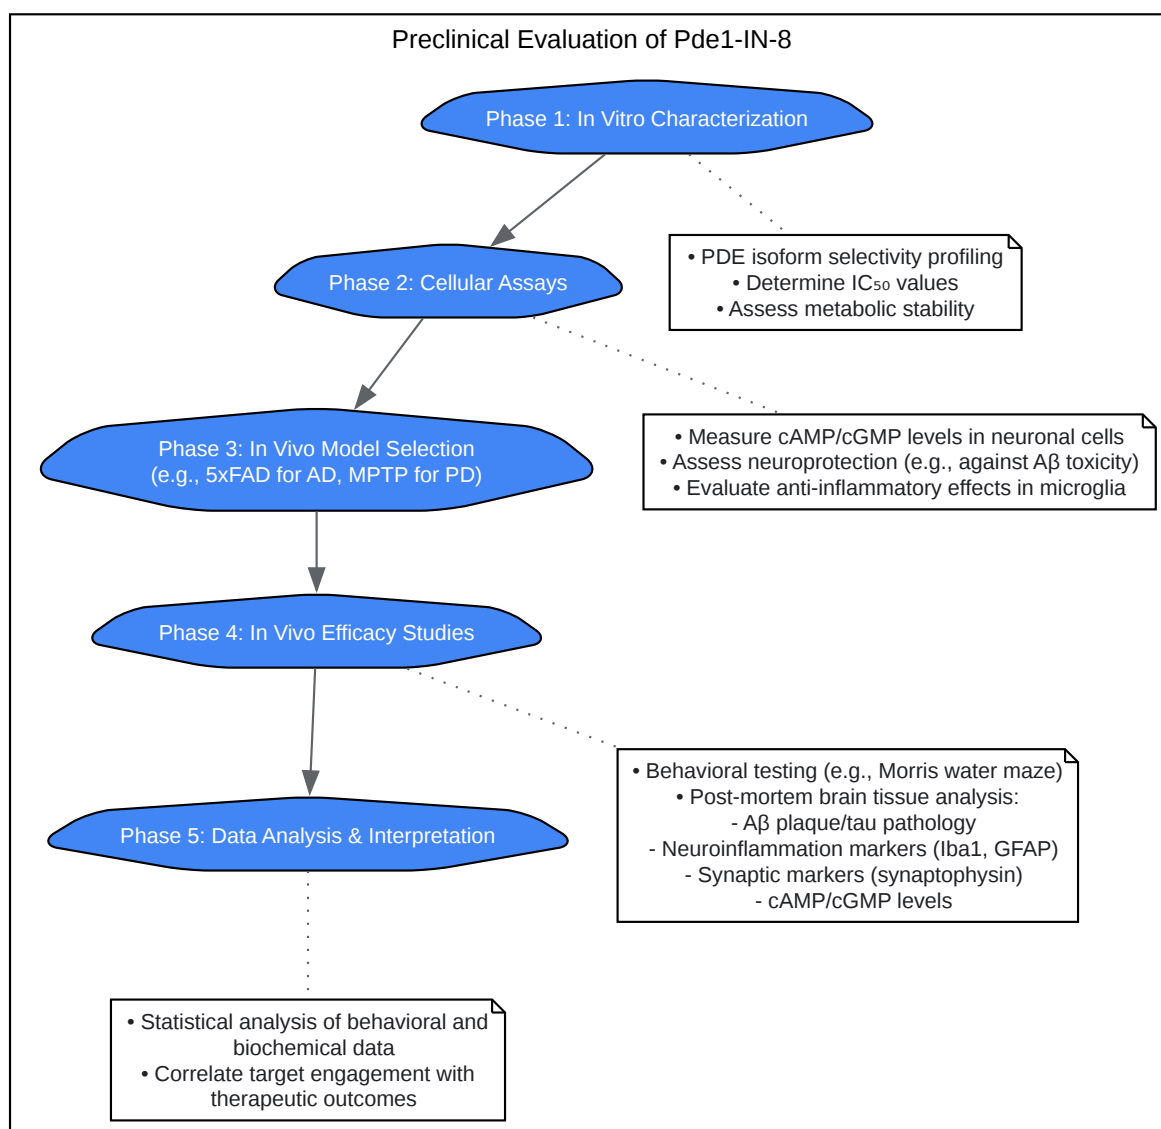 Preclinical Evaluation of Pde1-IN-8
Phase 1: In Vitro Characterization
• PDE isoform selectivity profiling
• Determine IC₅₀ values
• Assess metabolic stability
Phase 2: Cellular Assays
• Measure cAMP/cGMP levels in neuronal cells
• Assess neuroprotection (e.g., against Aβ toxicity)
• Evaluate anti-inflammatory effects in microglia
Phase 3: In Vivo Model Selection
(e.g., 5xFAD for AD, MPTP for PD)
Phase 4: In Vivo Efficacy Studies
• Behavioral testing (e.g., Morris water maze)
• Post-mortem brain tissue analysis:
- Aβ plaque/tau pathology
- Neuroinflammation markers (Iba1, GFAP)
- Synaptic markers (synaptophysin)
- cAMP/cGMP levels
Phase 5: Data Analysis & Interpretation
• Statistical analysis of behavioral and
biochemical data
• Correlate target engagement with
therapeutic outcomes